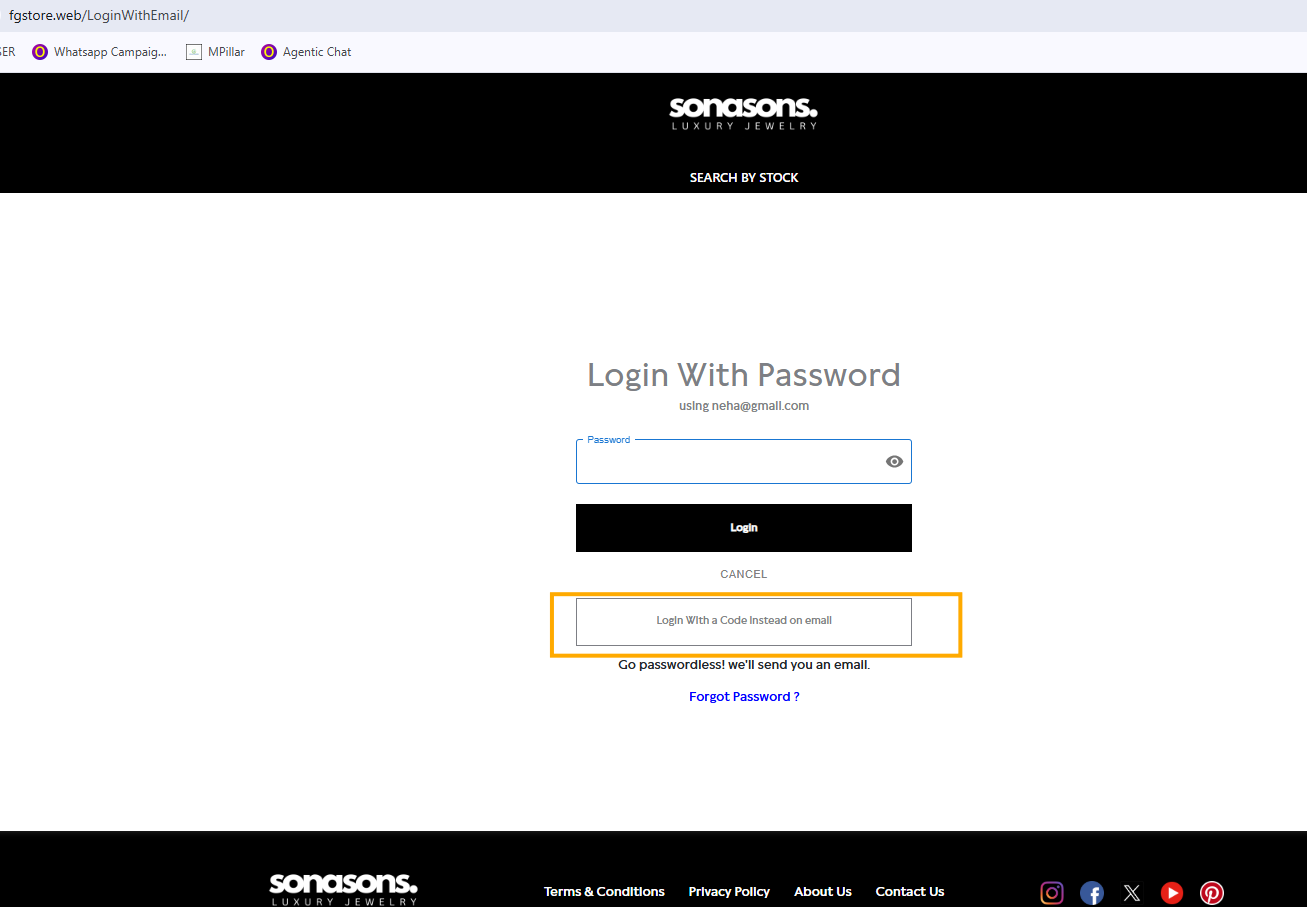 fgstore.web/LoginWithEmail/
SER Whatsapp Campaig... MPillar Agentic Chat
sonasons.
LUXURY JEWELRY
SEARCH BY STOCK
Login With Password
using neha@gmail.com
Password
Login
CANCEL
Login With a Code instead on email
Go passwordless! we'll send you an email.
Forgot Password ?
sonasons.
LUXURY JEWELRY
Terms & Conditions Privacy Policy About Us Contact Us